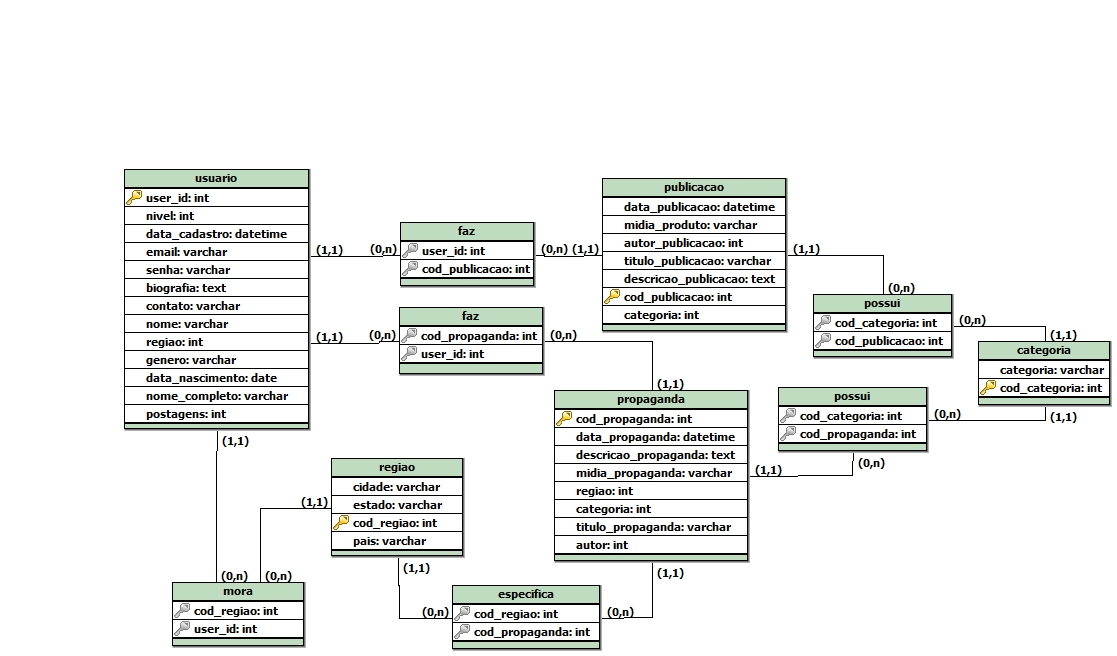 usuario
user_id: int
nivel: int
data_cadastro: datetime
email: varchar
senha: varchar
biografia: text
contato: varchar
nome: varchar
regiao: int
genero: varchar
data_nascimento: date
nome_completo: varchar
postagens: int
(1,1)
(0,n)
(1,1)
(0,n)
(1,1)
faz
user_id: int
cod_publicacao: int
(0,n)
(1,1)
faz
cod_propaganda: int
user_id: int
(0,n)
(1,1)
publicacao
data_publicacao: datetime
midia_produto: varchar
autor_publicacao: int
titulo_publicacao: varchar
descricao_publicacao: text
cod_publicacao: int
categoria: int
(1,1)
(0,n)
possui
cod_categoria: int
cod_publicacao: int
(0,n)
(1,1)
categoria
categoria: varchar
cod_categoria: int
(1,1)
possui
cod_categoria: int
cod_propaganda: int
(0,n)
(0,n)
(1,1)
propaganda
cod_propaganda: int
data_propaganda: datetime
descricao_propaganda: text
midia_propaganda: varchar
regiao: int
categoria: int
titulo_propaganda: varchar
autor: int
(1,1)
regiao
cidade: varchar
estado: varchar
cod_regiao: int
pais: varchar
(1,1)
(1,1)
(0,n)
(0,n)
mora
cod_regiao: int
user_id: int
(0,n)
especifica
cod_regiao: int
cod_propaganda: int
(0,n)